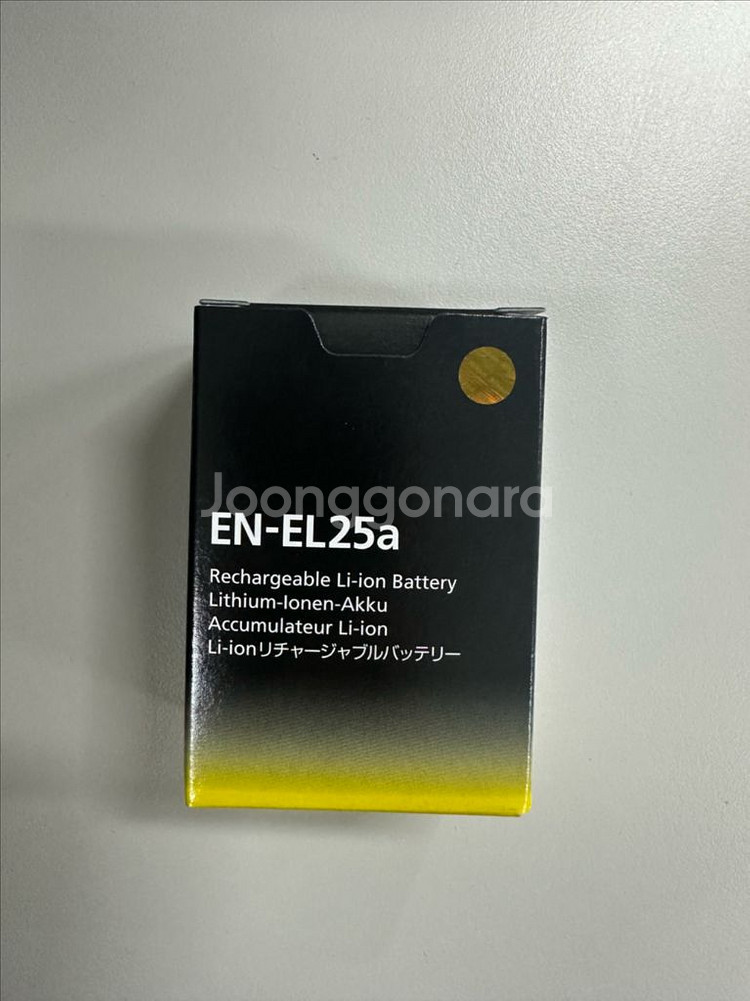 Joonggonara
EN-EL25a
Rechargeable Li-ion Battery
Lithium-Ionen-Akku
Accumulateur Li-ion
Li-ionリチャージャブルバッテリー